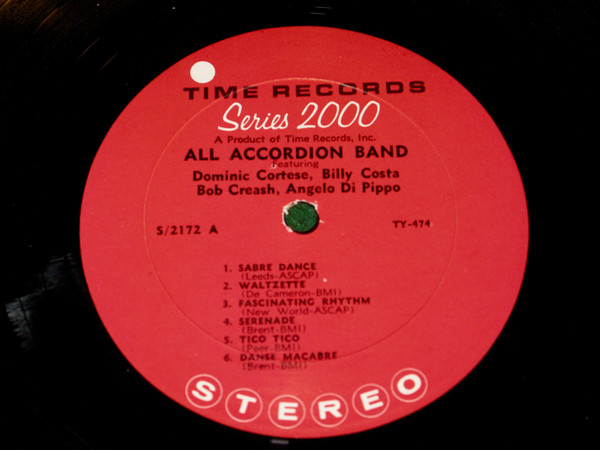 TIME RECORDS
Series 2000
A Product of Time Records, Inc.
ALL ACCORDION BAND
Featuring
Dominic Cortese, Billy Costa
Bob Creash, Angelo Di Pippo
S/2172 A
TY-474
1. SABRE DANCE
(Leeds-ASCAP)
2. WALTZETTE
(De Cameron-BMI)
3. FASCINATING RHYTHM
(New World-ASCAP)
4. SERENADE
(Brent-BMI)
5. TICO TICO
(Peer-BMI)
6. DANSE MACABRE
(Brent-BMI)
STEREO